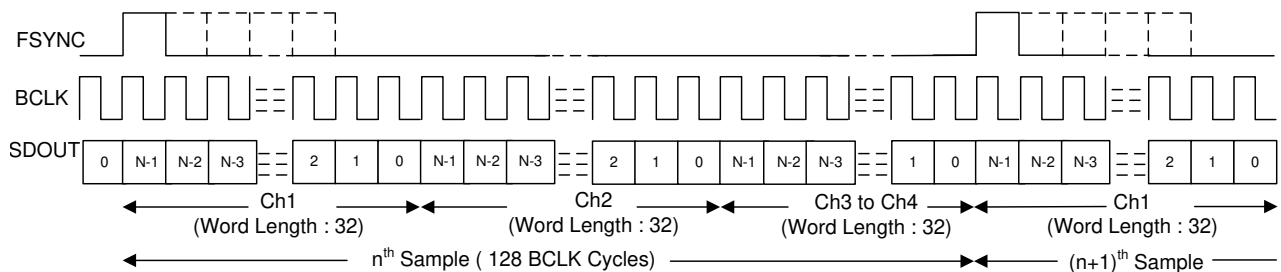 FSYNC
BCLK
SDOUT 0 N-1 N-2 N-3 2 1 0 N-1 N-2 N-3 2 1 0 N-1 N-2 N-3 1 0 N-1 N-2 N-3 2 1 0
Ch1 Ch2 Ch3 to Ch4 Ch1
(Word Length : 32) (Word Length : 32) (Word Length : 32) (Word Length : 32)
nth Sample ( 128 BCLK Cycles) (n+1)th Sample